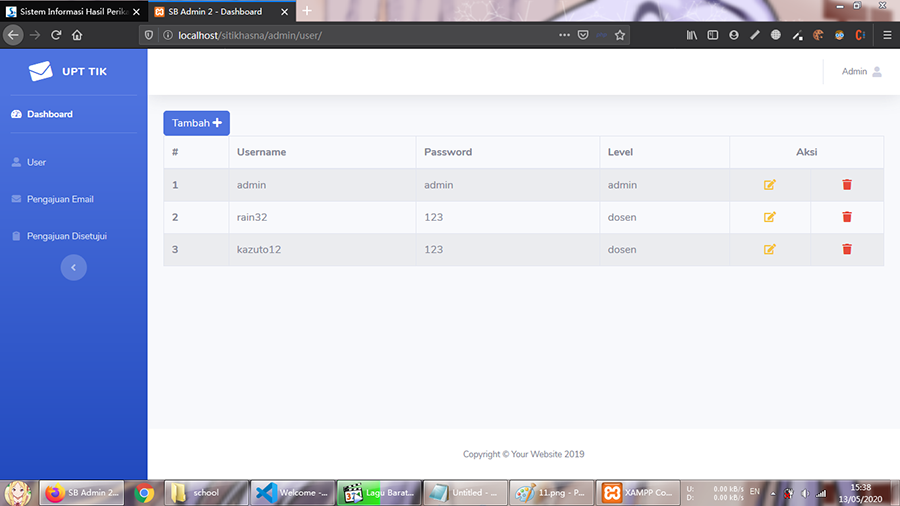 Sistem Informasi Hasil Perik
SB Admin 2 - Dashboard
localhost/sitikhasna/admin/user/
UPT TIK
Admin
Dashboard
User
Pengajuan Email
Pengajuan Disetujui
Tambah
# Username Password Level Aksi
1 admin admin admin
2 rain32 123 dosen
3 kazuto12 123 dosen
Copyright © Your Website 2019
SB Admin 2...
school
Welcome -...
Lagu Barat...
Untitled - ...
11.png - P...
XAMPP Co...
U: 0.00 kB/s
D: 0.00 kB/s
EN
15:38
13/05/2020